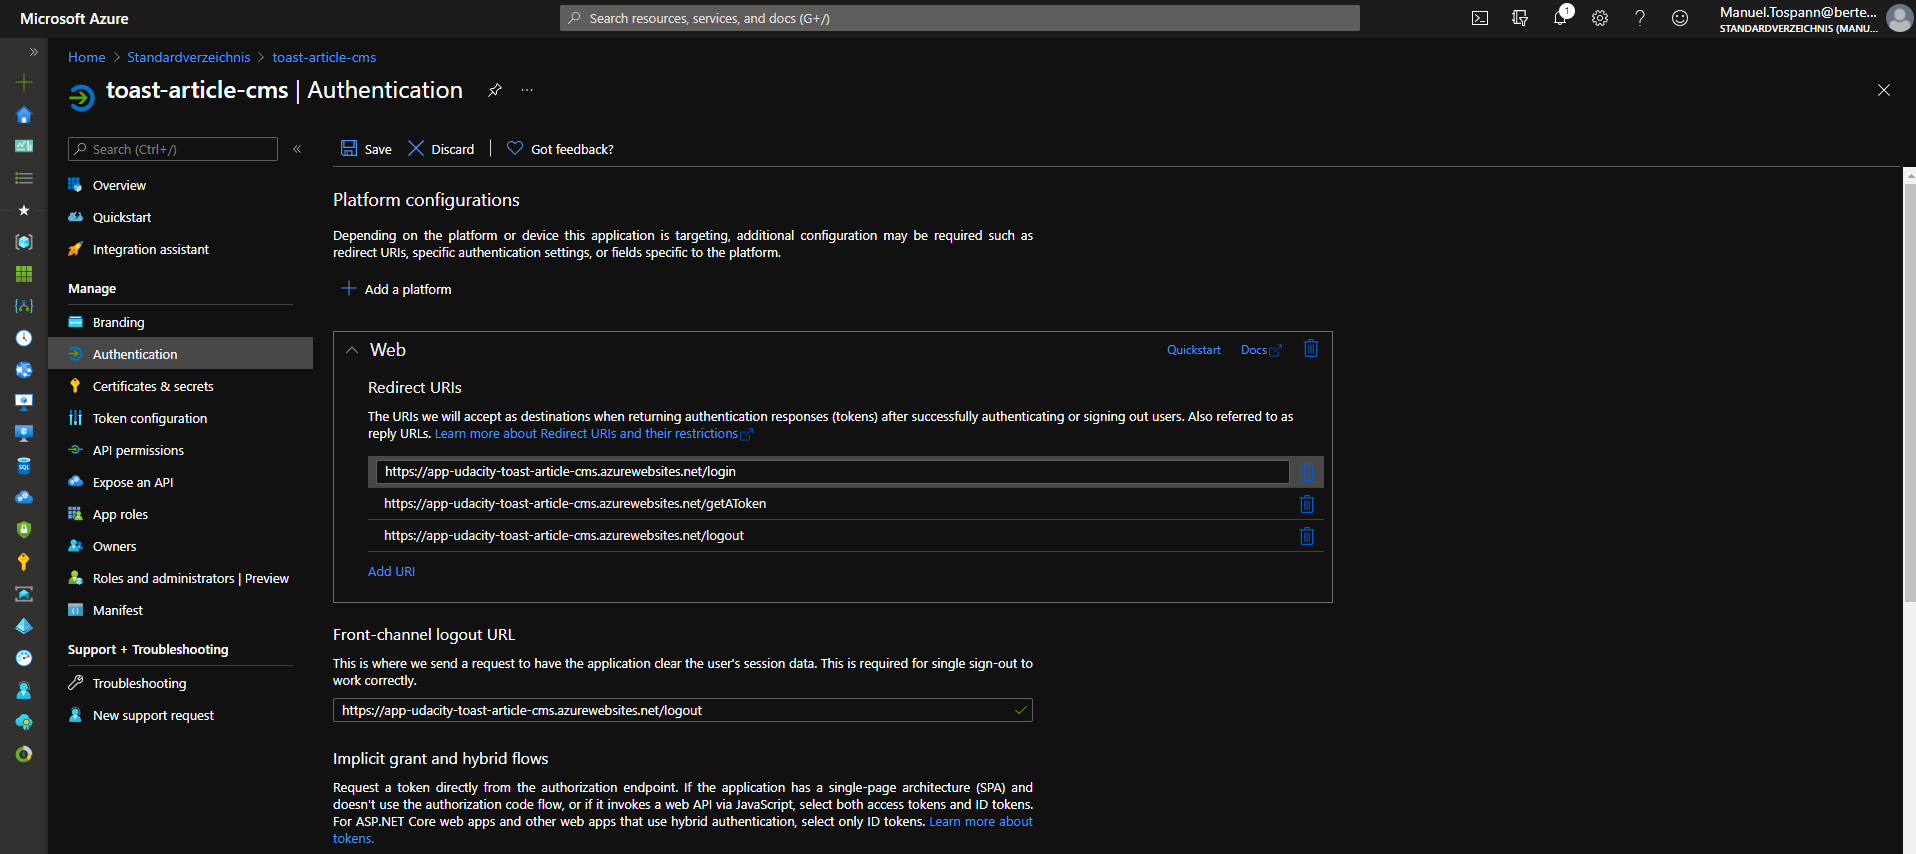 Microsoft Azure
Search resources, services, and docs (G+/)
1
Manuel.Tospann@berte...
STANDARDVERZEICHNIS (MANU...
Home > Standardverzeichnis > toast-article-cms
toast-article-cms | Authentication
Search (Ctrl+/)
Overview
Quickstart
Integration assistant
Manage
Branding
Authentication
Certificates & secrets
Token configuration
API permissions
Expose an API
App roles
Owners
Roles and administrators | Preview
Manifest
Support + Troubleshooting
Troubleshooting
New support request
Save
Discard
Got feedback?
Platform configurations
Depending on the platform or device this application is targeting, additional configuration may be required such as
redirect URIs, specific authentication settings, or fields specific to the platform.
Add a platform
Web
Quickstart
Docs
Redirect URIs
The URIs we will accept as destinations when returning authentication responses (tokens) after successfully authenticating or signing out users. Also referred to as
reply URLs. Learn more about Redirect URIs and their restrictions
https://app-udacity-toast-article-cms.azurewebsites.net/login
https://app-udacity-toast-article-cms.azurewebsites.net/getAToken
https://app-udacity-toast-article-cms.azurewebsites.net/logout
Add URI
Front-channel logout URL
This is where we send a request to have the application clear the user's session data. This is required for single sign-out to
work correctly.
https://app-udacity-toast-article-cms.azurewebsites.net/logout
Implicit grant and hybrid flows
Request a token directly from the authorization endpoint. If the application has a single-page architecture (SPA) and
doesn't use the authorization code flow, or if it invokes a web API via JavaScript, select both access tokens and ID tokens.
For ASP.NET Core web apps and other web apps that use hybrid authentication, select only ID tokens. Learn more about
tokens.